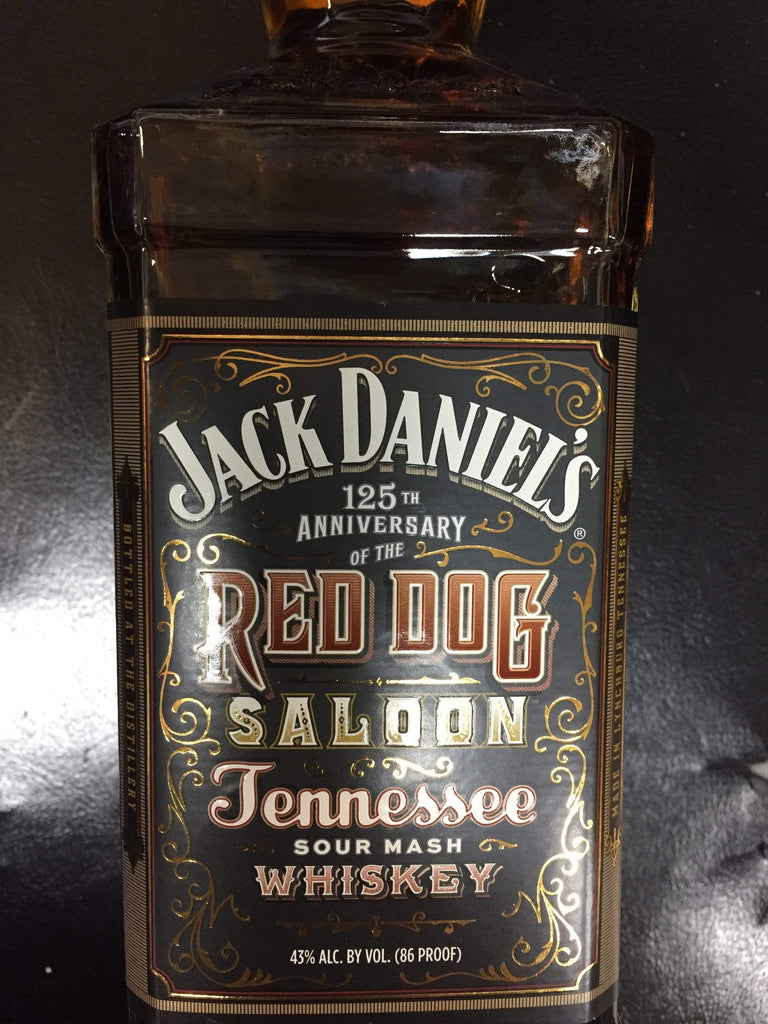 JACK DANIEL'S
®
125TH
ANNIVERSARY
OF THE
RED DOG
SALOON
Tennessee
SOUR MASH
WHISKEY
43% ALC. BY VOL. (86 PROOF)
BOTTLED AT THE DISTILLERY
MADE IN LYNCHBURG TENNESSEE